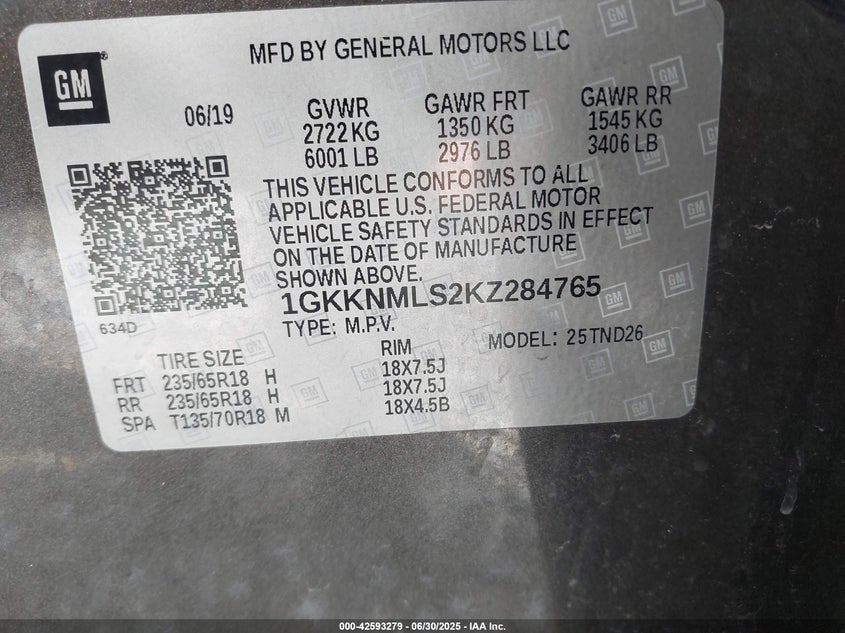 GM
MFD BY GENERAL MOTORS LLC
06/19
GVWR
2722 KG
6001 LB
GAWR FRT
1350 KG
2976 LB
GAWR RR
1545 KG
3406 LB
THIS VEHICLE CONFORMS TO ALL
APPLICABLE U.S. FEDERAL MOTOR
VEHICLE SAFETY STANDARDS IN EFFECT
ON THE DATE OF MANUFACTURE
SHOWN ABOVE.
1GKKNMLS2KZ284765
TYPE: M.P.V.
MODEL: 25TND26
634D
TIRE SIZE
RIM
FRT 235/65R18 H 18X7.5J
RR 235/65R18 H 18X7.5J
SPA T135/70R18 M 18X4.5B
000-42593279 - 06/30/2025 - IAA Inc.